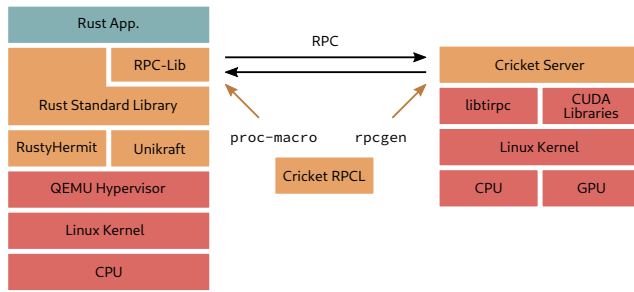 Rust App.
RPC-Lib
Rust Standard Library
RustyHermit
Unikraft
QEMU Hypervisor
Linux Kernel
CPU
RPC
proc-macro
rpcgen
Cricket RPCL
Cricket Server
libtirpc
CUDA
Libraries
Linux Kernel
CPU
GPU